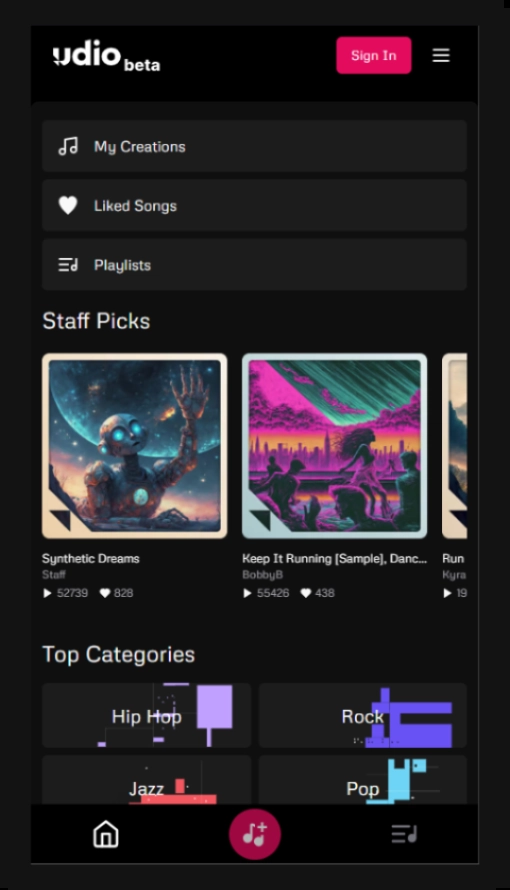 udio beta
Sign In
My Creations
Liked Songs
Playlists
Staff Picks
Synthetic Dreams
Staff
52739 828
Keep It Running [Sample], Danc...
BobbyB
55426 438
Run
Kyra
19
Top Categories
Hip Hop
Rock
Jazz
Pop